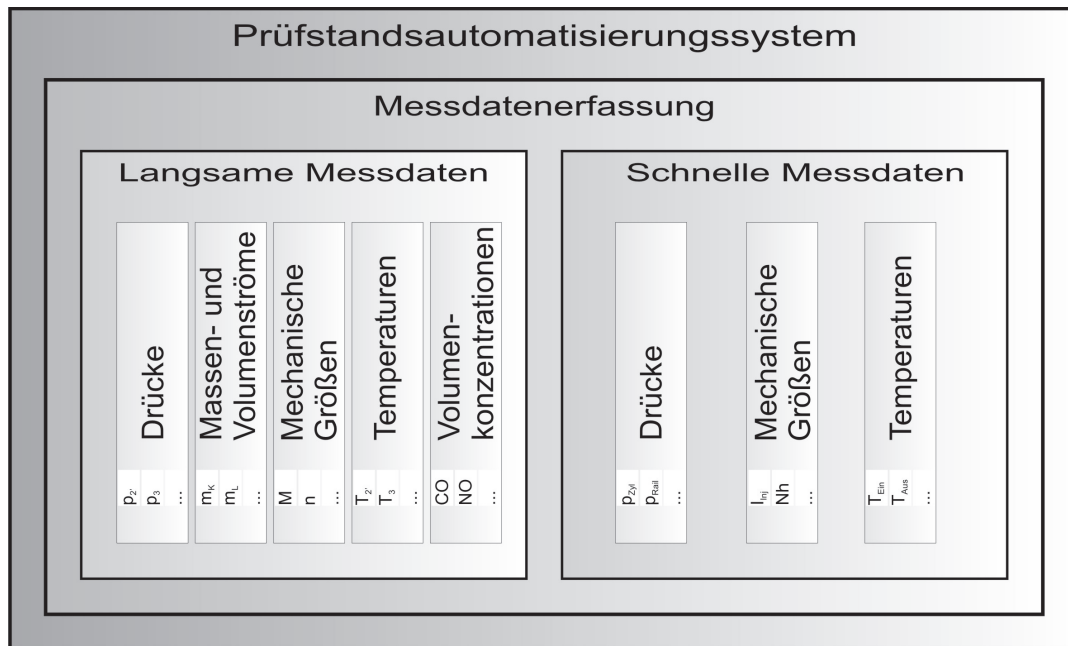 Prüfstandsautomatisierungssystem
Messdatenerfassung
Langsame Messdaten
Drücke
p2'
p3
...
Massen- und
Volumenströme
mK
mL
...
Mechanische
Größen
M
n
...
Temperaturen
T2'
T3
...
Volumen-
konzentrationen
CO
NO
...
Schnelle Messdaten
Drücke
pZyl
pRail
...
Mechanische
Größen
IInj
Nh
...
Temperaturen
TEin
TAus
...